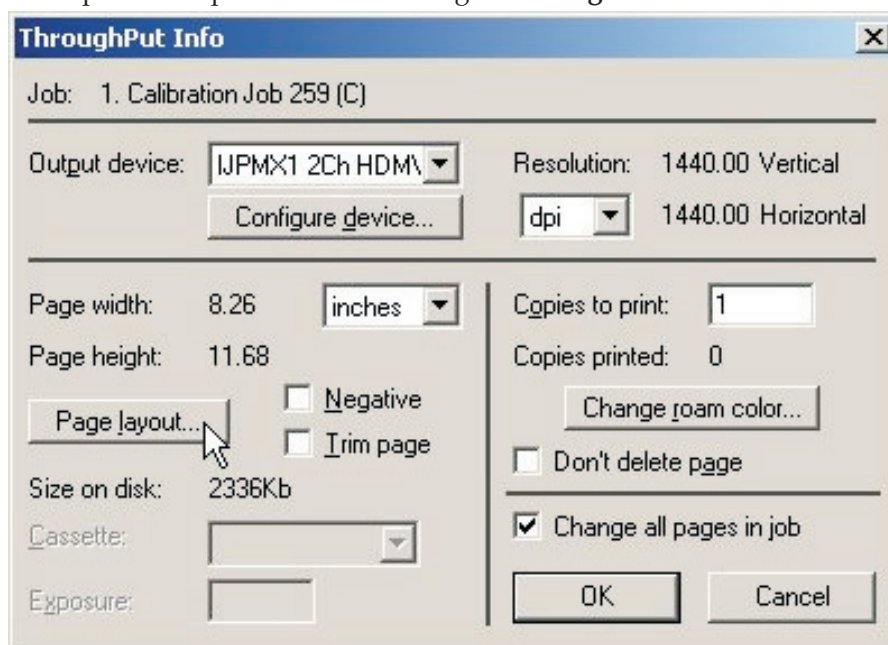 ThroughPut Info
Job: 1. Calibration Job 259 (C)
Output device: IJPMX1 2Ch HDM\
Configure device...
Resolution: 1440.00 Vertical
dpi 1440.00 Horizontal
Page width: 8.26 inches
Page height: 11.68
Page layout...
Negative
Trim page
Size on disk: 2336Kb
Cassette:
Exposure:
Copies to print: 1
Copies printed: 0
Change roam color...
Don't delete page
Change all pages in job
OK Cancel